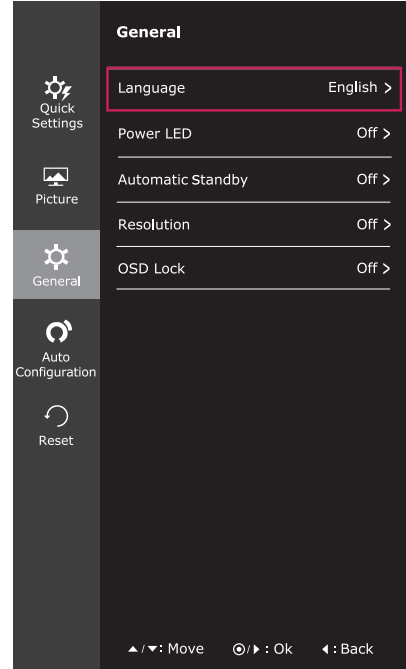 General
Quick
Settings
Picture
General
Auto
Configuration
Reset
Language English >
Power LED Off >
Automatic Standby Off >
Resolution Off >
OSD Lock Off >
▲/▼: Move ◉/▶ : Ok ◀ : Back